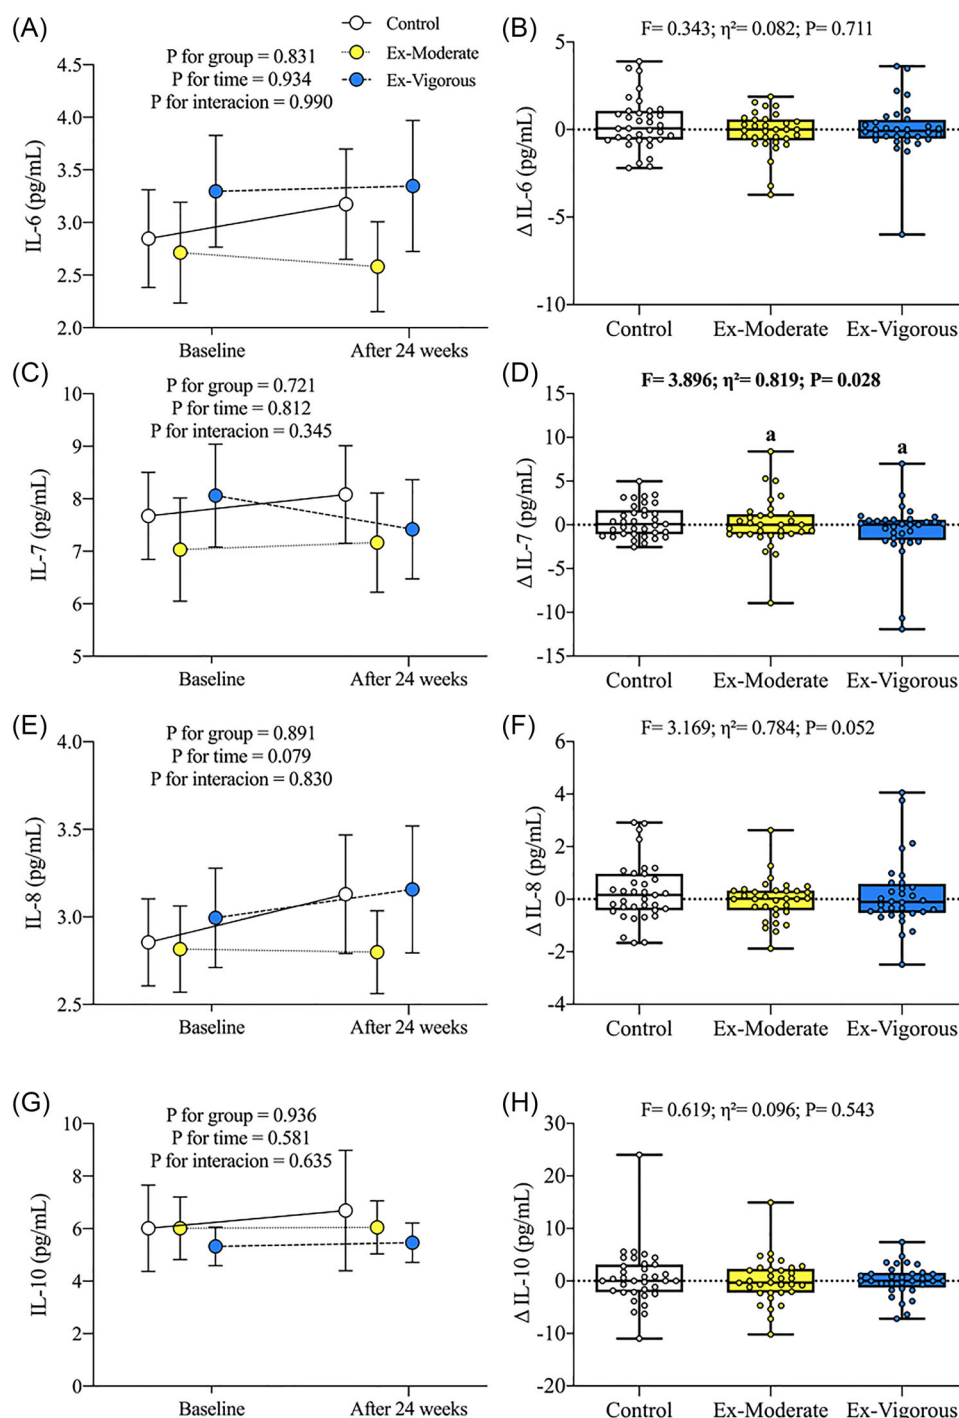 (A)
Control
Ex-Moderate
Ex-Vigorous
P for group = 0.831
P for time = 0.934
P for interacion = 0.990
IL-6 (pg/mL)
4.5
4.0
3.5
3.0
2.5
2.0
Baseline
After 24 weeks
(B)
F= 0.343; η²= 0.082; P= 0.711
Δ IL-6 (pg/mL)
5
0
-5
-10
Control
Ex-Moderate
Ex-Vigorous
(C)
P for group = 0.721
P for time = 0.812
P for interacion = 0.345
IL-7 (pg/mL)
10
9
8
7
6
5
Baseline
After 24 weeks
(D)
F= 3.896; η²= 0.819; P= 0.028
Δ IL-7 (pg/mL)
15
10
5
0
-5
-10
-15
a
a
Control
Ex-Moderate
Ex-Vigorous
(E)
P for group = 0.891
P for time = 0.079
P for interacion = 0.830
IL-8 (pg/mL)
4.0
3.5
3.0
2.5
Baseline
After 24 weeks
(F)
F= 3.169; η²= 0.784; P= 0.052
Δ IL-8 (pg/mL)
6
4
2
0
-2
-4
Control
Ex-Moderate
Ex-Vigorous
(G)
P for group = 0.936
P for time = 0.581
P for interacion = 0.635
IL-10 (pg/mL)
10
8
6
4
2
0
Baseline
After 24 weeks
(H)
F= 0.619; η²= 0.096; P= 0.543
Δ IL-10 (pg/mL)
30
20
10
0
-10
-20
Control
Ex-Moderate
Ex-Vigorous